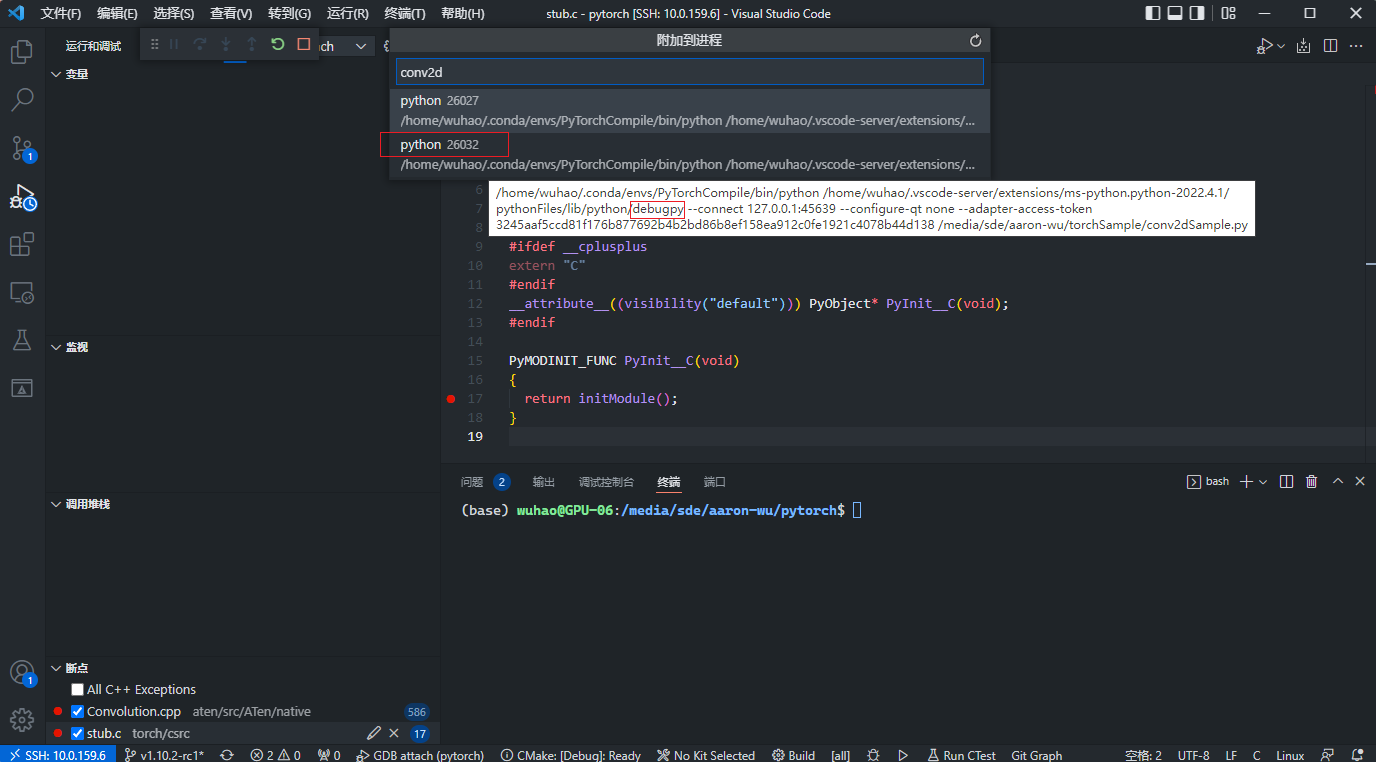 文件(F) 编辑(E) 选择(S) 查看(V) 转到(G) 运行(R) 终端(T) 帮助(H) stub.c - pytorch [SSH: 10.0.159.6] - Visual Studio Code
运行和调试
ch
附加到进程
conv2d
python 26027
/home/wuhao/.conda/envs/PyTorchCompile/bin/python /home/wuhao/.vscode-server/extensions/...
python 26032
/home/wuhao/.conda/envs/PyTorchCompile/bin/python /home/wuhao/.vscode-server/extensions/...
/home/wuhao/.conda/envs/PyTorchCompile/bin/python /home/wuhao/.vscode-server/extensions/ms-python.python-2022.4.1/
pythonFiles/lib/python/debugpy --connect 127.0.0.1:45639 --configure-qt none --adapter-access-token
3245aaf5ccd81f176b877692b4b2bd86b8ef158ea912c0fe1921c4078b44d138 /media/sde/aaron-wu/torchSample/conv2dSample.py
6
7
8
9 #ifdef __cplusplus
10 extern "C"
11 #endif
12 __attribute__((visibility("default"))) PyObject* PyInit__C(void);
13 #endif
14
15 PyMODINIT_FUNC PyInit__C(void)
16 {
17 return initModule();
18 }
19
变量
监视
调用堆栈
断点
All C++ Exceptions
Convolution.cpp aten/src/ATen/native 586
stub.c torch/csrc 17
问题 2 输出 调试控制台 终端 端口 bash
(base) wuhao@GPU-06:/media/sde/aaron-wu/pytorch$
1
1
SSH: 10.0.159.6 v1.10.2-rc1* 2 0 0 GDB attach (pytorch) CMake: [Debug]: Ready No Kit Selected Build [all] Run CTest Git Graph 空格: 2 UTF-8 LF C Linux